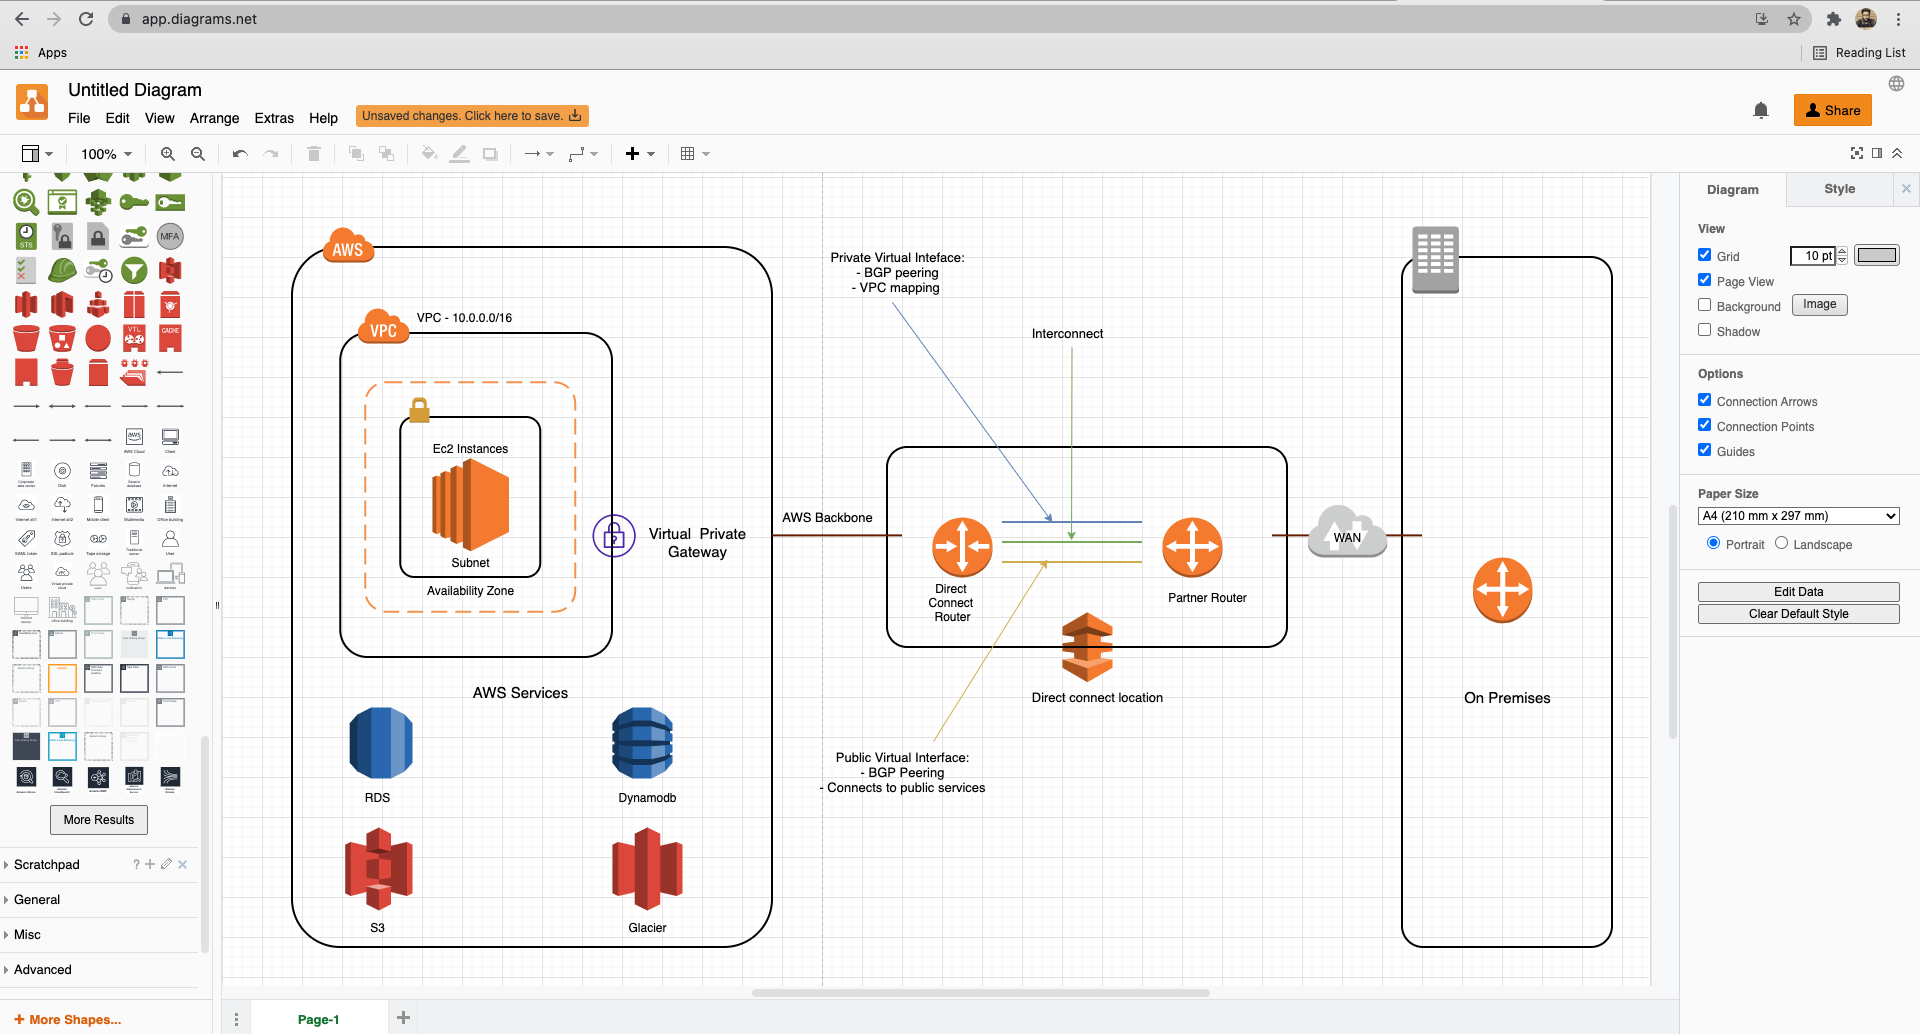 app.diagrams.net
Apps
Reading List
Untitled Diagram
File Edit View Arrange Extras Help
Unsaved changes. Click here to save.
Share
100%
Diagram
Style
View
Grid
10 pt
Page View
Background
Image
Shadow
Options
Connection Arrows
Connection Points
Guides
Paper Size
A4 (210 mm x 297 mm)
Portrait
Landscape
Edit Data
Clear Default Style
STS
MFA
VTL
CACHE
More Results
Scratchpad
?
General
Misc
Advanced
+ More Shapes...
Page-1
AWS
VPC
VPC - 10.0.0.0/16
Ec2 Instances
Subnet
Availability Zone
Virtual Private
Gateway
AWS Services
RDS
Dynamodb
S3
Glacier
AWS Backbone
Private Virtual Inteface:
- BGP peering
- VPC mapping
Interconnect
Direct
Connect
Router
Partner Router
Direct connect location
Public Virtual Interface:
- BGP Peering
- Connects to public services
WAN
On Premises